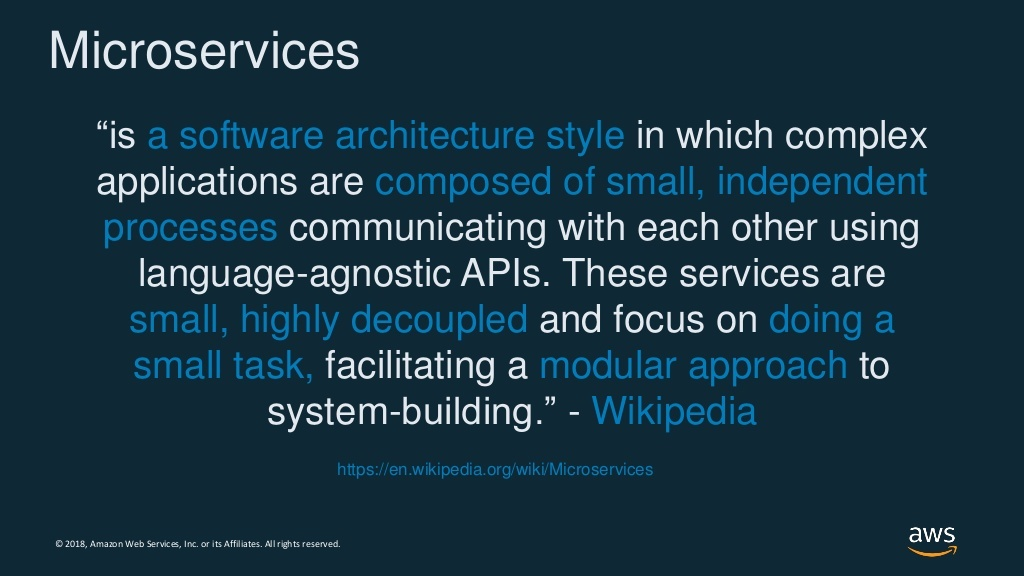 Microservices
“is a software architecture style in which complex
applications are composed of small, independent
processes communicating with each other using
language-agnostic APIs. These services are
small, highly decoupled and focus on doing a
small task, facilitating a modular approach to
system-building.” - Wikipedia
https://en.wikipedia.org/wiki/Microservices
© 2018, Amazon Web Services, Inc. or its Affiliates. All rights reserved.
aws